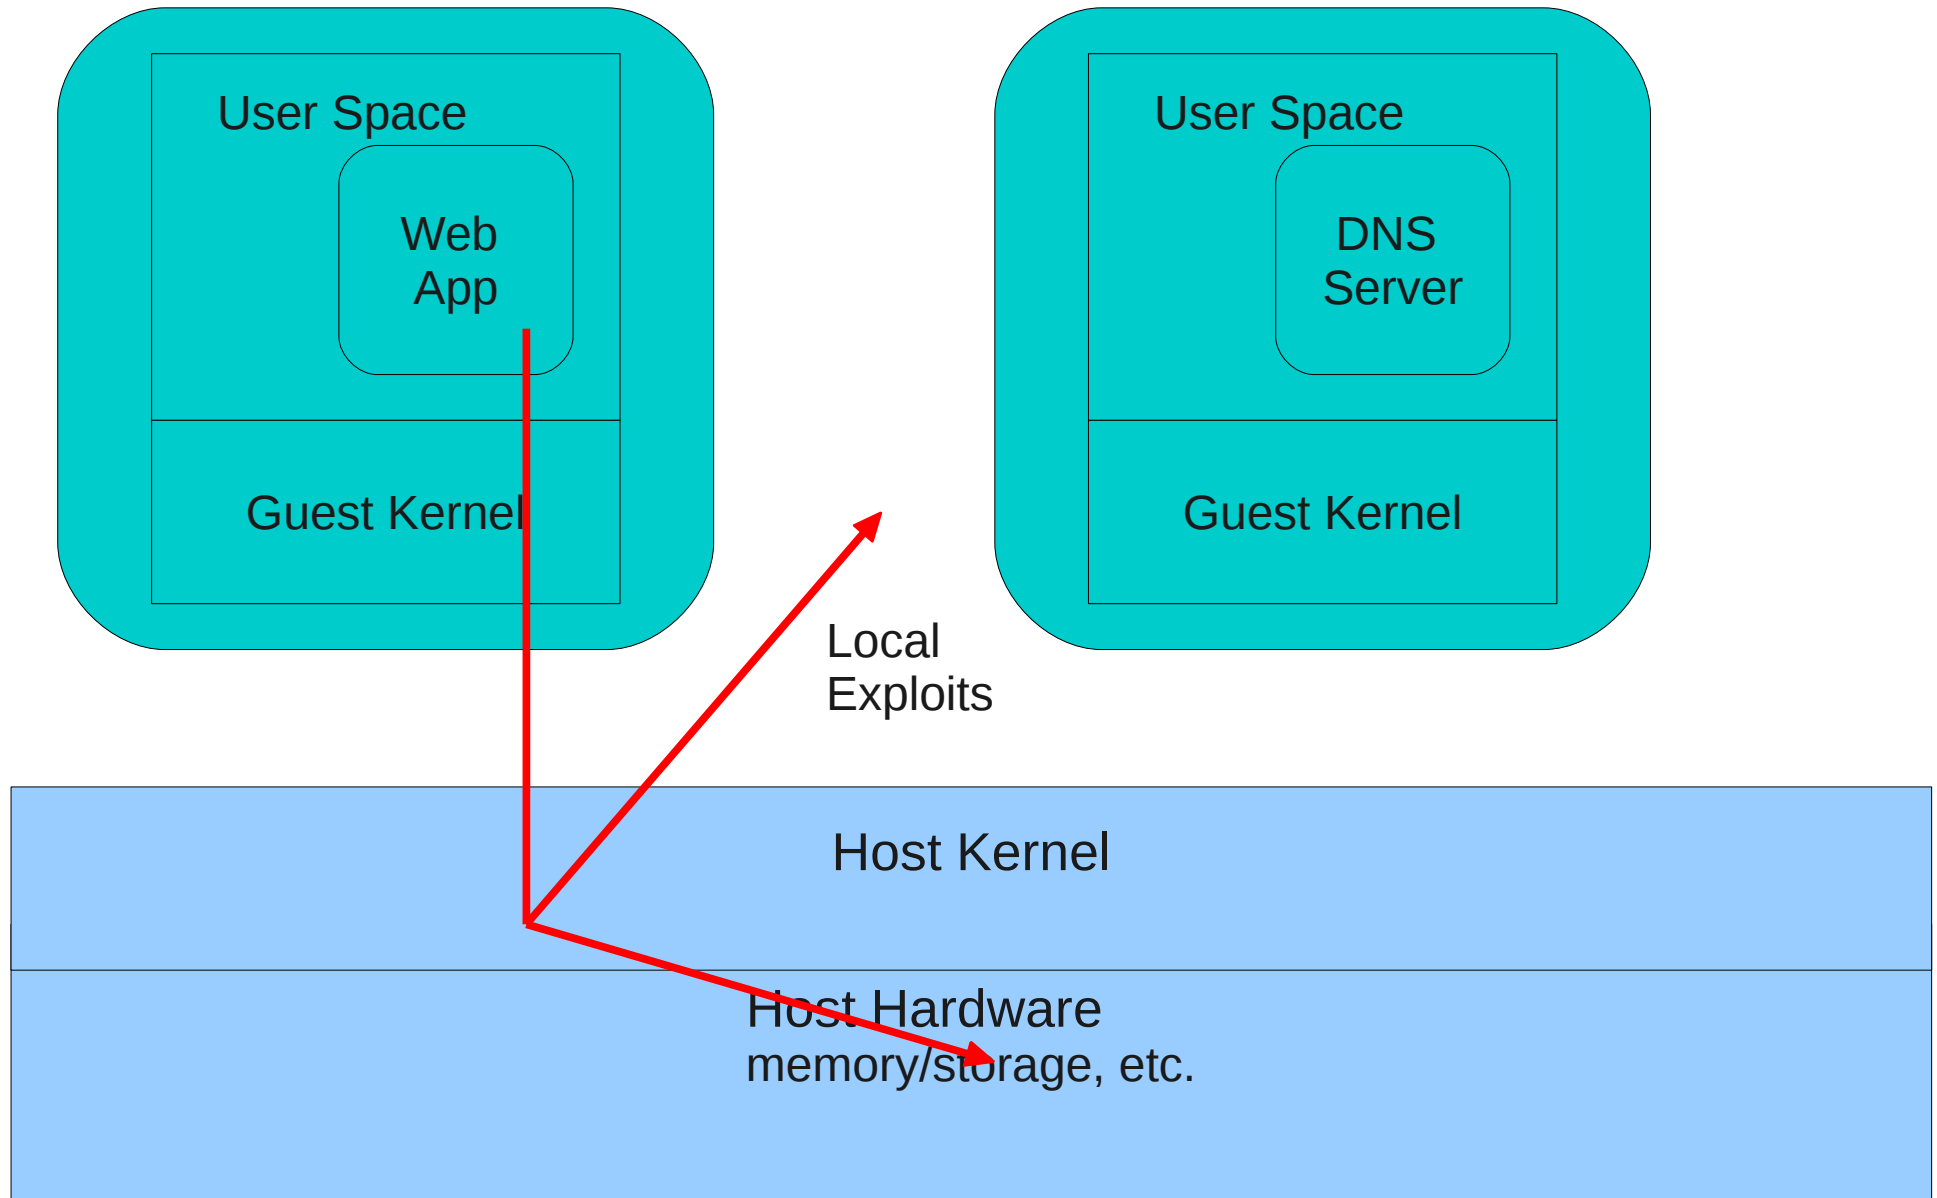 User Space
Web
App
Guest Kernel
User Space
DNS
Server
Guest Kernel
Local
Exploits
Host Kernel
Host Hardware
memory/storage, etc.